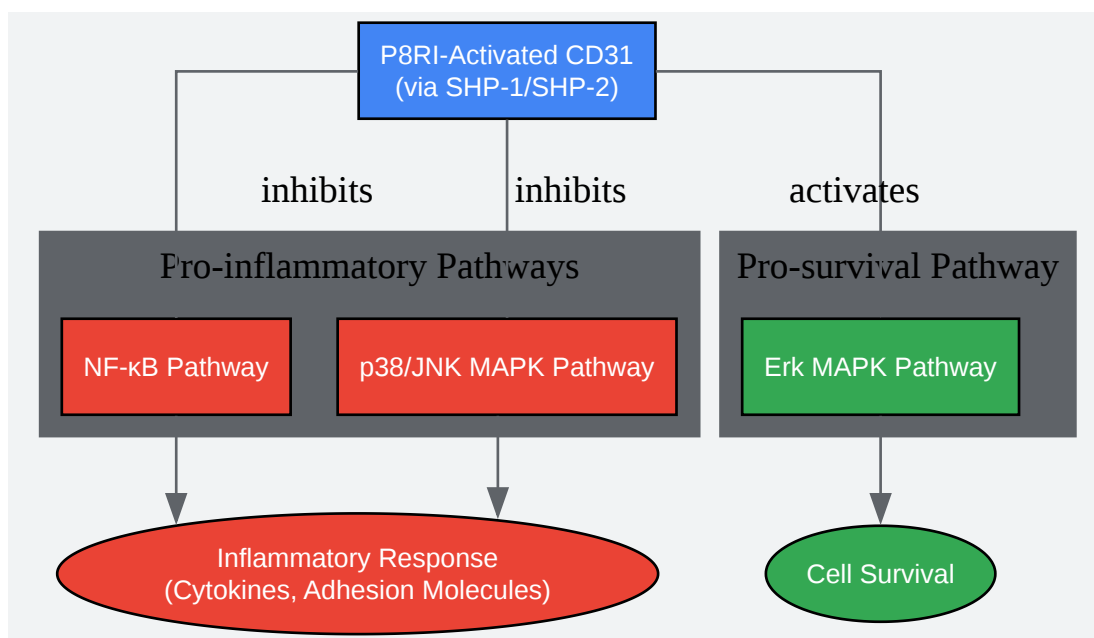 P8RI-Activated CD31
(via SHP-1/SHP-2)
inhibits
inhibits
activates
Pro-inflammatory Pathways
Pro-survival Pathway
NF-κB Pathway
p38/JNK MAPK Pathway
Erk MAPK Pathway
Inflammatory Response
(Cytokines, Adhesion Molecules)
Cell Survival